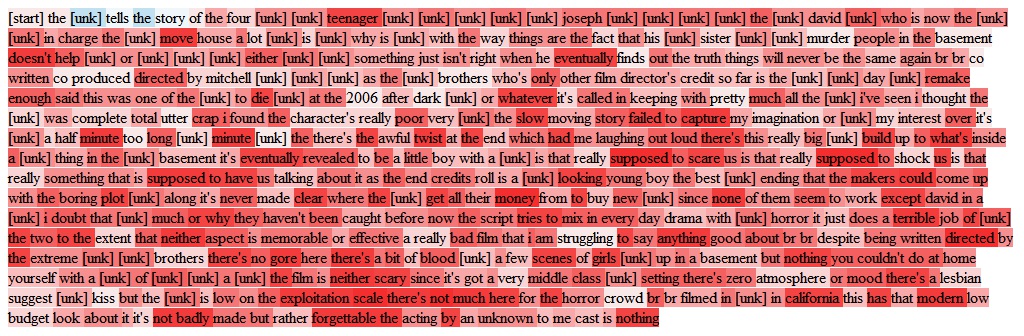 [start] the [unk] tells the story of the four [unk] [unk] teenager [unk] [unk] [unk] [unk] [unk] joseph [unk] [unk] [unk] [unk] the [unk] david [unk] who is now the [unk]
[unk] in charge the [unk] move house a lot [unk] is [unk] why is [unk] with the way things are the fact that his [unk] sister [unk] [unk] murder people in the basement
doesn't help [unk] or [unk] [unk] [unk] either [unk] [unk] something just isn't right when he eventually finds out the truth things will never be the same again br br co
written co produced directed by mitchell [unk] [unk] [unk] as the [unk] brothers who's only other film director's credit so far is the [unk] [unk] day [unk] remake
enough said this was one of the [unk] to die [unk] at the 2006 after dark [unk] or whatever it's called in keeping with pretty much all the [unk] i've seen i thought the
[unk] was complete total utter crap i found the character's really poor very [unk] the slow moving story failed to capture my imagination or [unk] my interest over it's
[unk] a half minute too long [unk] minute [unk] the there's the awful twist at the end which had me laughing out loud there's this really big [unk] build up to what's inside
a [unk] thing in the [unk] basement it's eventually revealed to be a little boy with a [unk] is that really supposed to scare us is that really supposed to shock us is that
really something that is supposed to have us talking about it as the end credits roll is a [unk] looking young boy the best [unk] ending that the makers could come up
with the boring plot [unk] along it's never made clear where the [unk] get all their money from to buy new [unk] since none of them seem to work except david in a
[unk] i doubt that [unk] much or why they haven't been caught before now the script tries to mix in every day drama with [unk] horror it just does a terrible job of [unk]
the two to the extent that neither aspect is memorable or effective a really bad film that i am struggling to say anything good about br br despite being written directed by
the extreme [unk] [unk] brothers there's no gore here there's a bit of blood [unk] a few scenes of girls [unk] up in a basement but nothing you couldn't do at home
yourself with a [unk] of [unk] [unk] a [unk] the film is neither scary since it's got a very middle class [unk] setting there's zero atmosphere or mood there's a lesbian
suggest [unk] kiss but the [unk] is low on the exploitation scale there's not much here for the horror crowd br br filmed in [unk] in california this has that modern low
budget look about it it's not badly made but rather forgettable the acting by an unknown to me cast is nothing